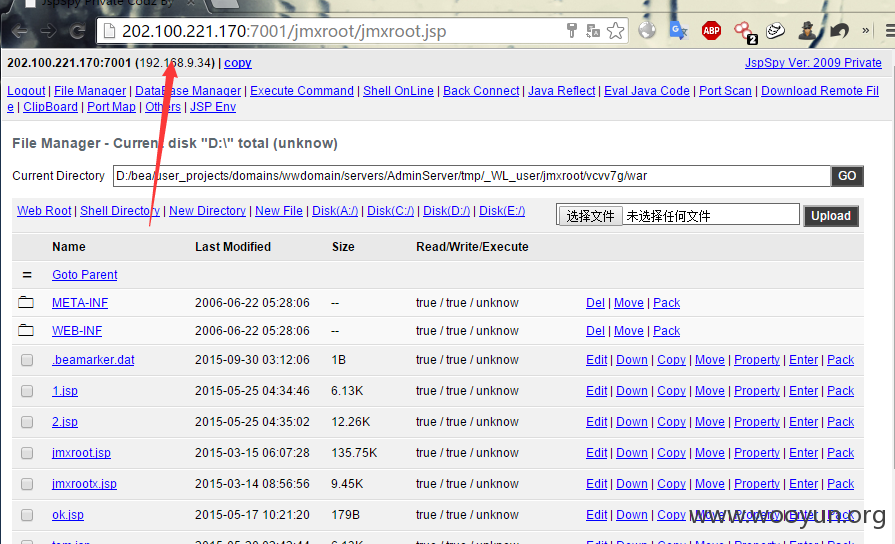 JspSpy Private Codz By
202.100.221.170:7001/jmxroot/jmxroot.jsp
ABP
2
202.100.221.170:7001 (192.168.9.34) | copy
JspSpy Ver: 2009 Private
Logout | File Manager | DataBase Manager | Execute Command | Shell OnLine | Back Connect | Java Reflect | Eval Java Code | Port Scan | Download Remote Fil
e | ClipBoard | Port Map | Others | JSP Env
File Manager - Current disk "D:\" total (unknow)
Current Directory D:/bea/user_projects/domains/wwdomain/servers/AdminServer/tmp/_WL_user/jmxroot/vcvv7g/war GO
Web Root | Shell Directory | New Directory | New File | Disk(A:/) | Disk(C:/) | Disk(D:/) | Disk(E:/) 选择文件 未选择任何文件 Upload
Name Last Modified Size Read/Write/Execute
= Goto Parent
META-INF 2006-06-22 05:28:06 -- true / true / unknow Del | Move | Pack
WEB-INF 2006-06-22 05:28:06 -- true / true / unknow Del | Move | Pack
.beamarker.dat 2015-09-30 03:12:06 1B true / true / unknow Edit | Down | Copy | Move | Property | Enter | Pack
1.jsp 2015-05-25 04:34:46 6.13K true / true / unknow Edit | Down | Copy | Move | Property | Enter | Pack
2.jsp 2015-05-25 04:35:02 12.26K true / true / unknow Edit | Down | Copy | Move | Property | Enter | Pack
jmxroot.jsp 2015-03-15 06:07:28 135.75K true / true / unknow Edit | Down | Copy | Move | Property | Enter | Pack
jmxrootx.jsp 2015-03-14 08:56:56 9.45K true / true / unknow Edit | Down | Copy | Move | Property | Enter | Pack
ok.jsp 2015-05-17 10:21:20 179B true / true / unknow Edit | Down | Copy | Move | Property | Enter | Pack
www.wooyun.org